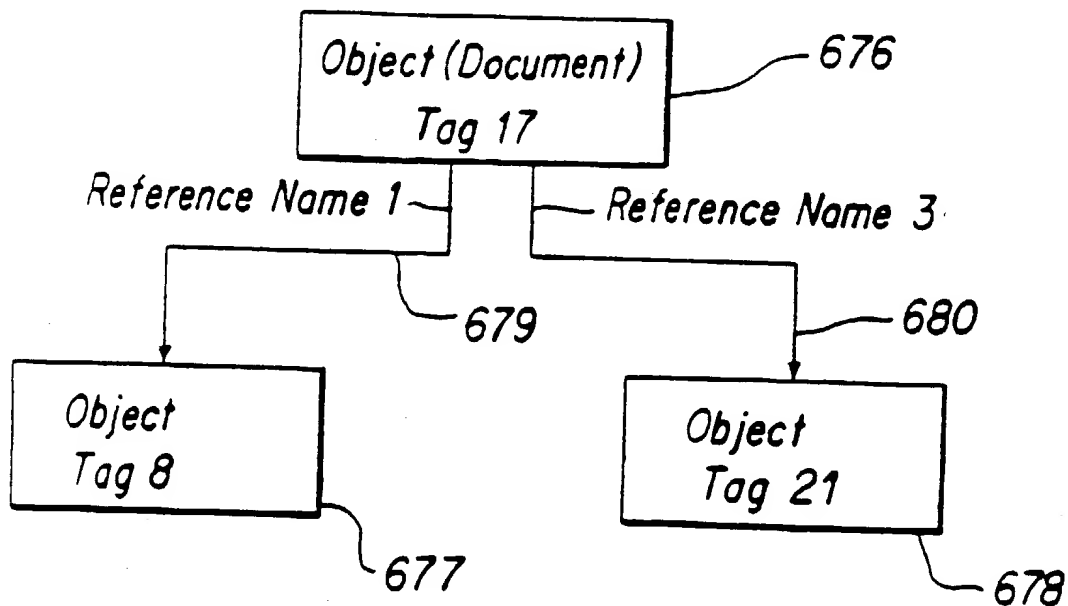 Object (Document)
Tag 17
676
Reference Name 1
Reference Name 3
679
680
Object
Tag 8
Object
Tag 21
677
678